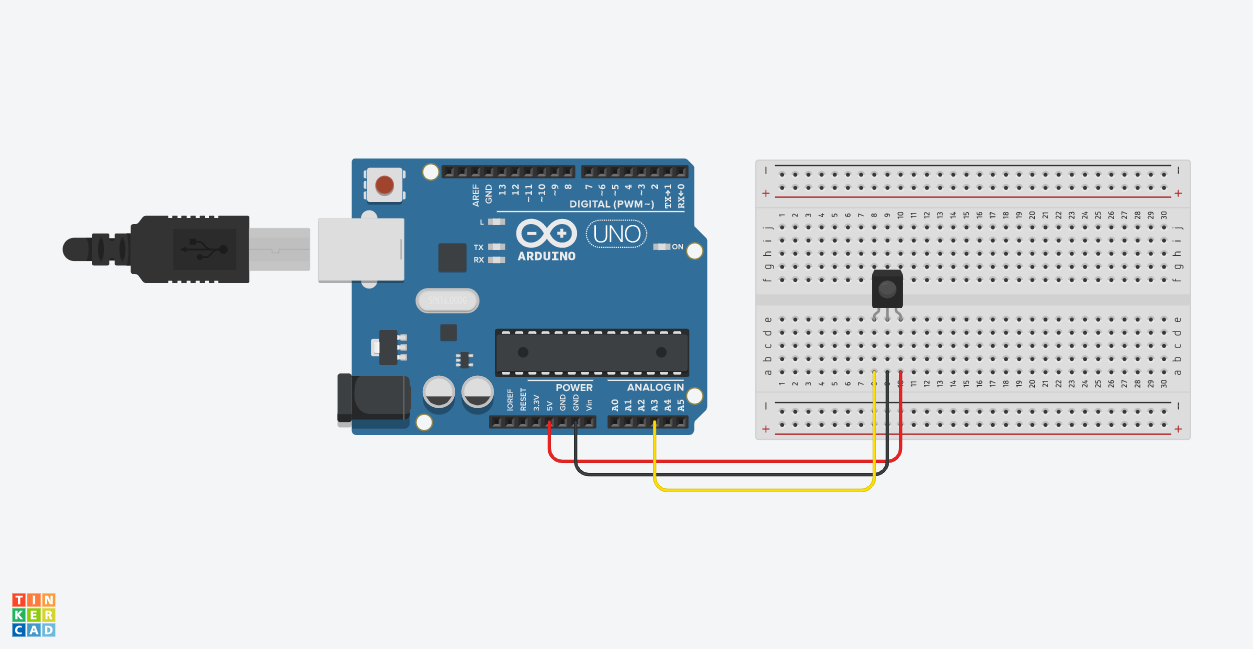 AREF
GND
13
12
~11
~10
~9
8
7
~6
~5
4
~3
2
TX→1
RX←0
DIGITAL (PWM~)
L
TX
RX
UNO
ON
ARDUINO
POWER
ANALOG IN
IOREF
RESET
3.3V
5V
GND
GND
Vin
A0
A1
A2
A3
A4
A5
− −
+ +
1 2 3 4 5 6 7 8 9 10 11 12 13 14 15 16 17 18 19 20 21 22 23 24 25 26 27 28 29 30
j j
i i
h h
g g
f f
e e
d d
c c
b b
a a
1 2 3 4 5 6 7 8 9 10 11 12 13 14 15 16 17 18 19 20 21 22 23 24 25 26 27 28 29 30
− −
+ +
TIN
KER
CAD